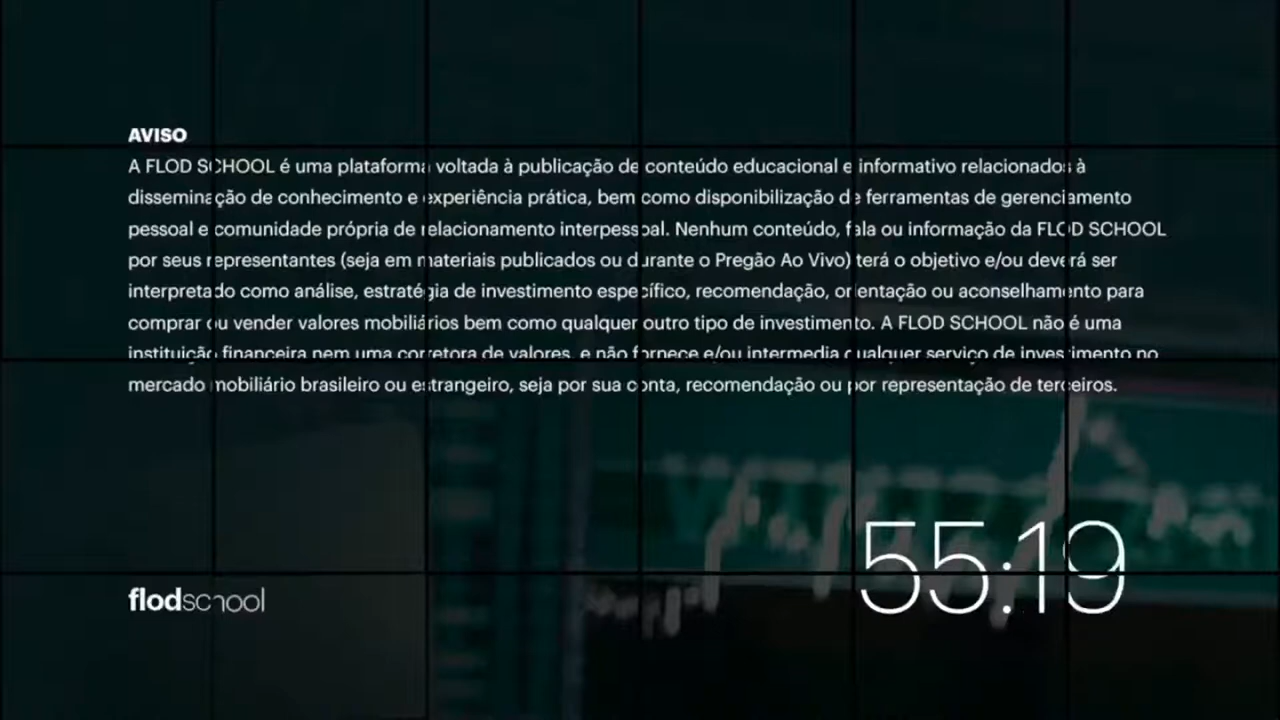 AVISO
A FLOD SCHOOL é uma plataforma voltada à publicação de conteúdo educacional e informativo relacionados à
disseminação de conhecimento e experiência prática, bem como disponibilização de ferramentas de gerenciamento
pessoal e comunidade própria de relacionamento interpessoal. Nenhum conteúdo, fala ou informação da FLOD SCHOOL
por seus representantes (seja em materiais publicados ou durante o Pregão Ao Vivo) terá o objetivo e/ou deverá ser
interpretado como análise, estratégia de investimento específico, recomendação, orientação ou aconselhamento para
comprar ou vender valores mobiliários bem como qualquer outro tipo de investimento. A FLOD SCHOOL não é uma
instituição financeira nem uma corretora de valores, e não fornece e/ou intermedia qualquer serviço de investimento no
mercado mobiliário brasileiro ou estrangeiro, seja por sua conta, recomendação ou por representação de terceiros.
55:19
flodschool